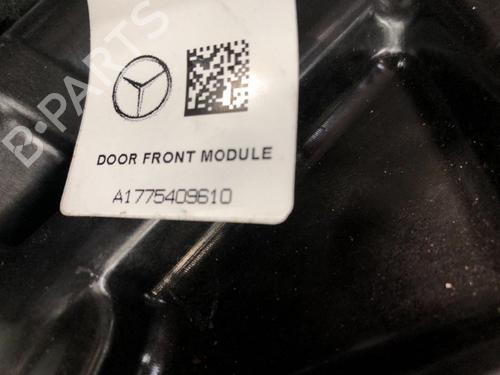 B-PARTS
DOOR FRONT MODULE
A1775409610